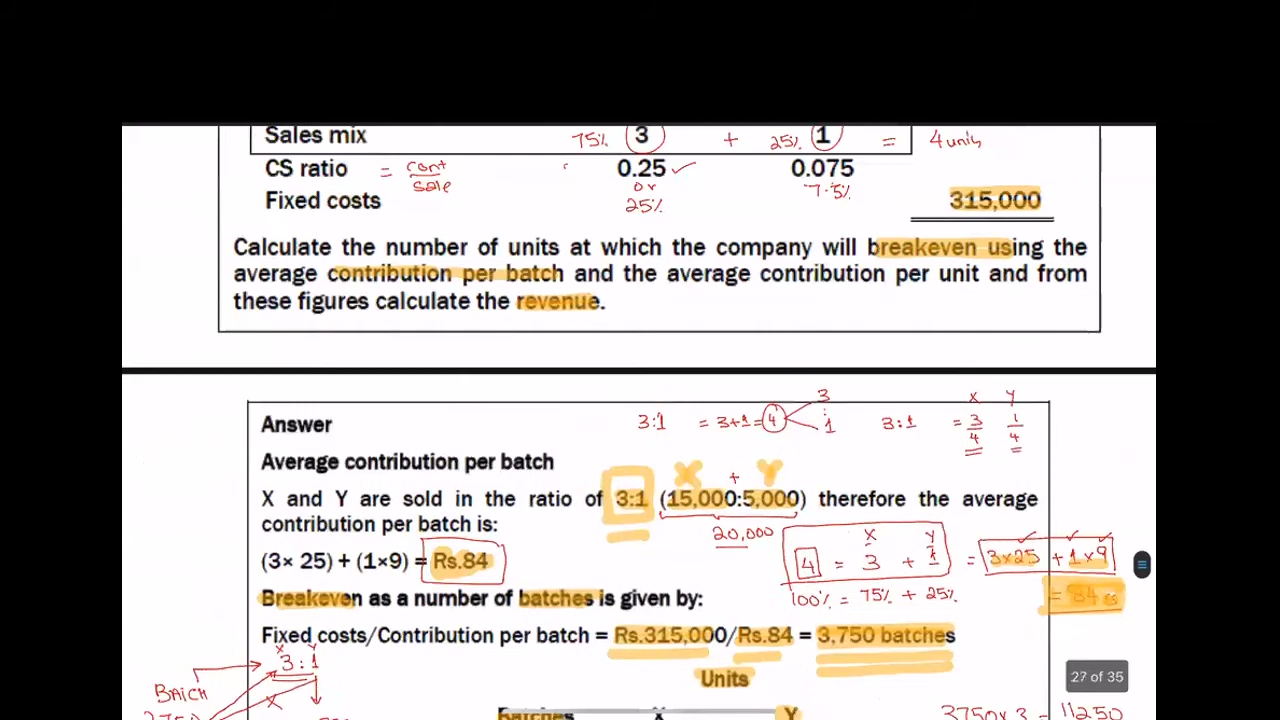 Sales mix 75% 3 + 25% 1 = 4 units
CS ratio = cont/sale 0.25 ✓ 0.075
or 25% 7.5%
Fixed costs 315,000
Calculate the number of units at which the company will breakeven using the
average contribution per batch and the average contribution per unit and from
these figures calculate the revenue.
Answer 3:1 = 3+1 = 4 3 : 1 3:1 = X 3/4 Y 1/4
Average contribution per batch
X + Y
X and Y are sold in the ratio of 3:1 (15,000:5,000) therefore the average
contribution per batch is: 20,000
X Y
(3× 25) + (1×9) = Rs.84 4 = 3 + 1 = 3x25 + 1x9
100% = 75% + 25% = 84
Breakeven as a number of batches is given by:
Fixed costs/Contribution per batch = Rs.315,000/Rs.84 = 3,750 batches
X Y
3:1
Units
27 of 35
BATCH
Batches X Y 3750x3 = 11250